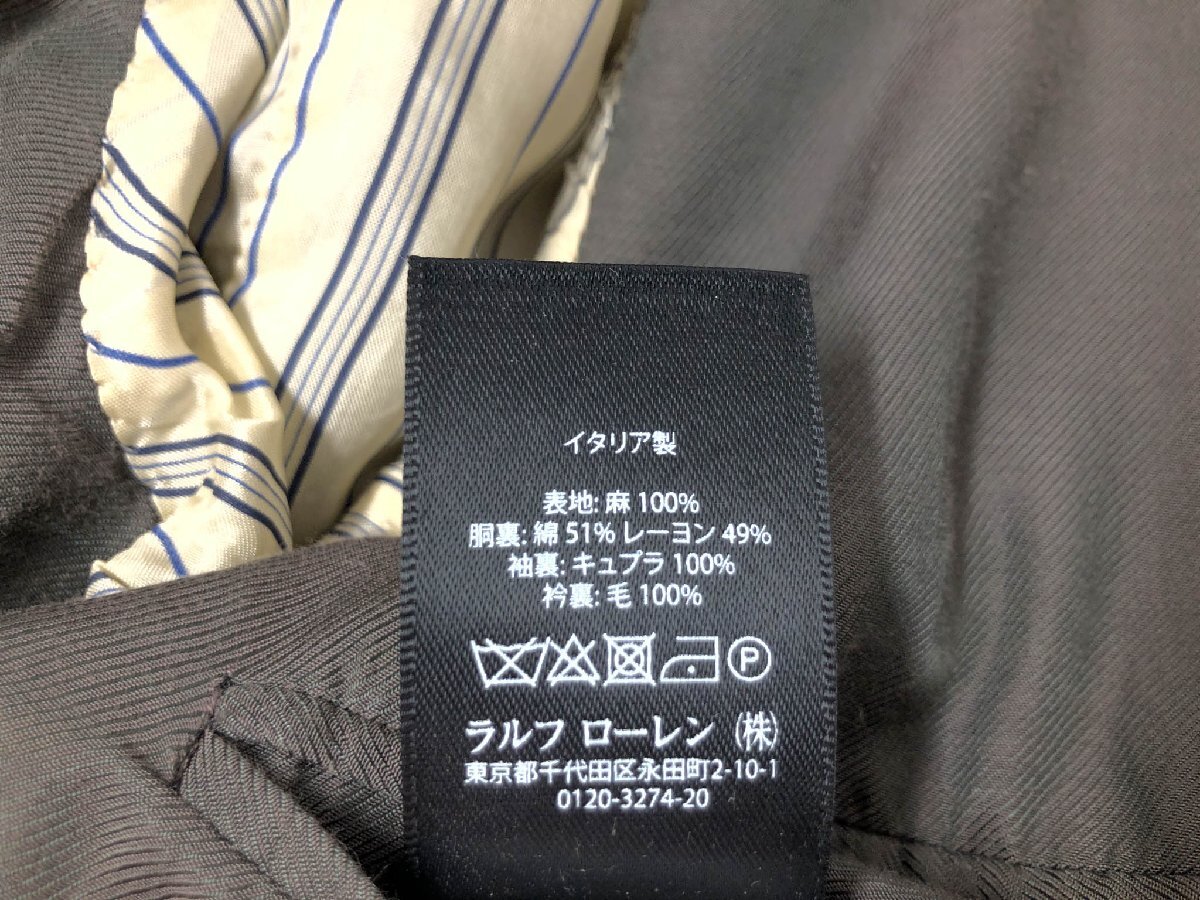 イタリア製
表地: 麻 100%
胴裏: 綿 51% レーヨン 49%
袖裏: キュプラ 100%
衿裏: 毛 100%
P
ラルフ ローレン (株)
東京都千代田区永田町2-10-1
0120-3274-20